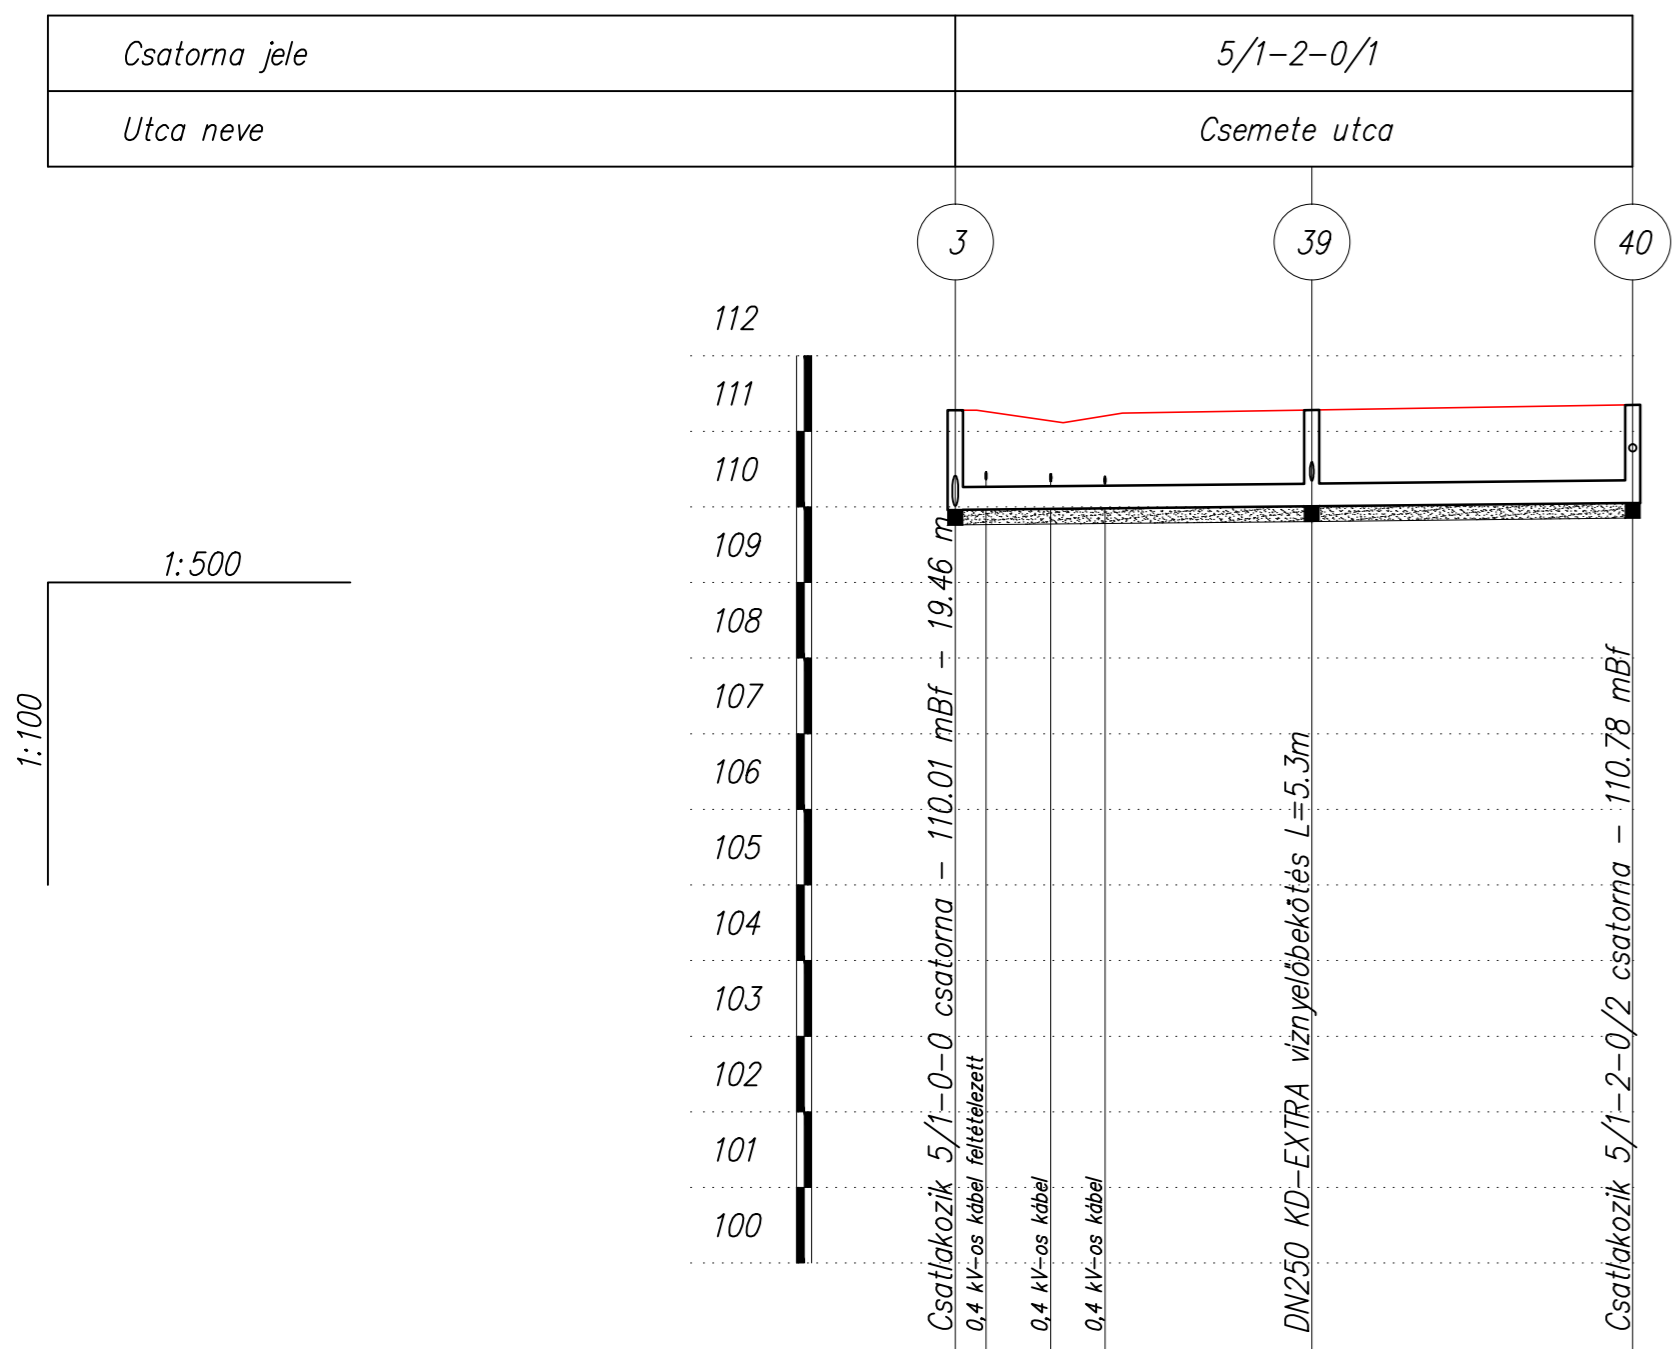 Csatorna jele
5/1-2-0/1
Utca neve
Csemete utca
3
39
40
112
111
110
109
108
107
106
105
104
103
102
101
100
1:500
1:100
Csatlakozik 5/1-0-0 csatorna - 110.01 mBf - 19.46 m
0,4 kV-os kábel feltételezett
0,4 kV-os kábel
0,4 kV-os kábel
DN250 KD-EXTRA víznyelőbekötés L=5.3m
Csatlakozik 5/1-2-0/2 csatorna - 110.78 mBf